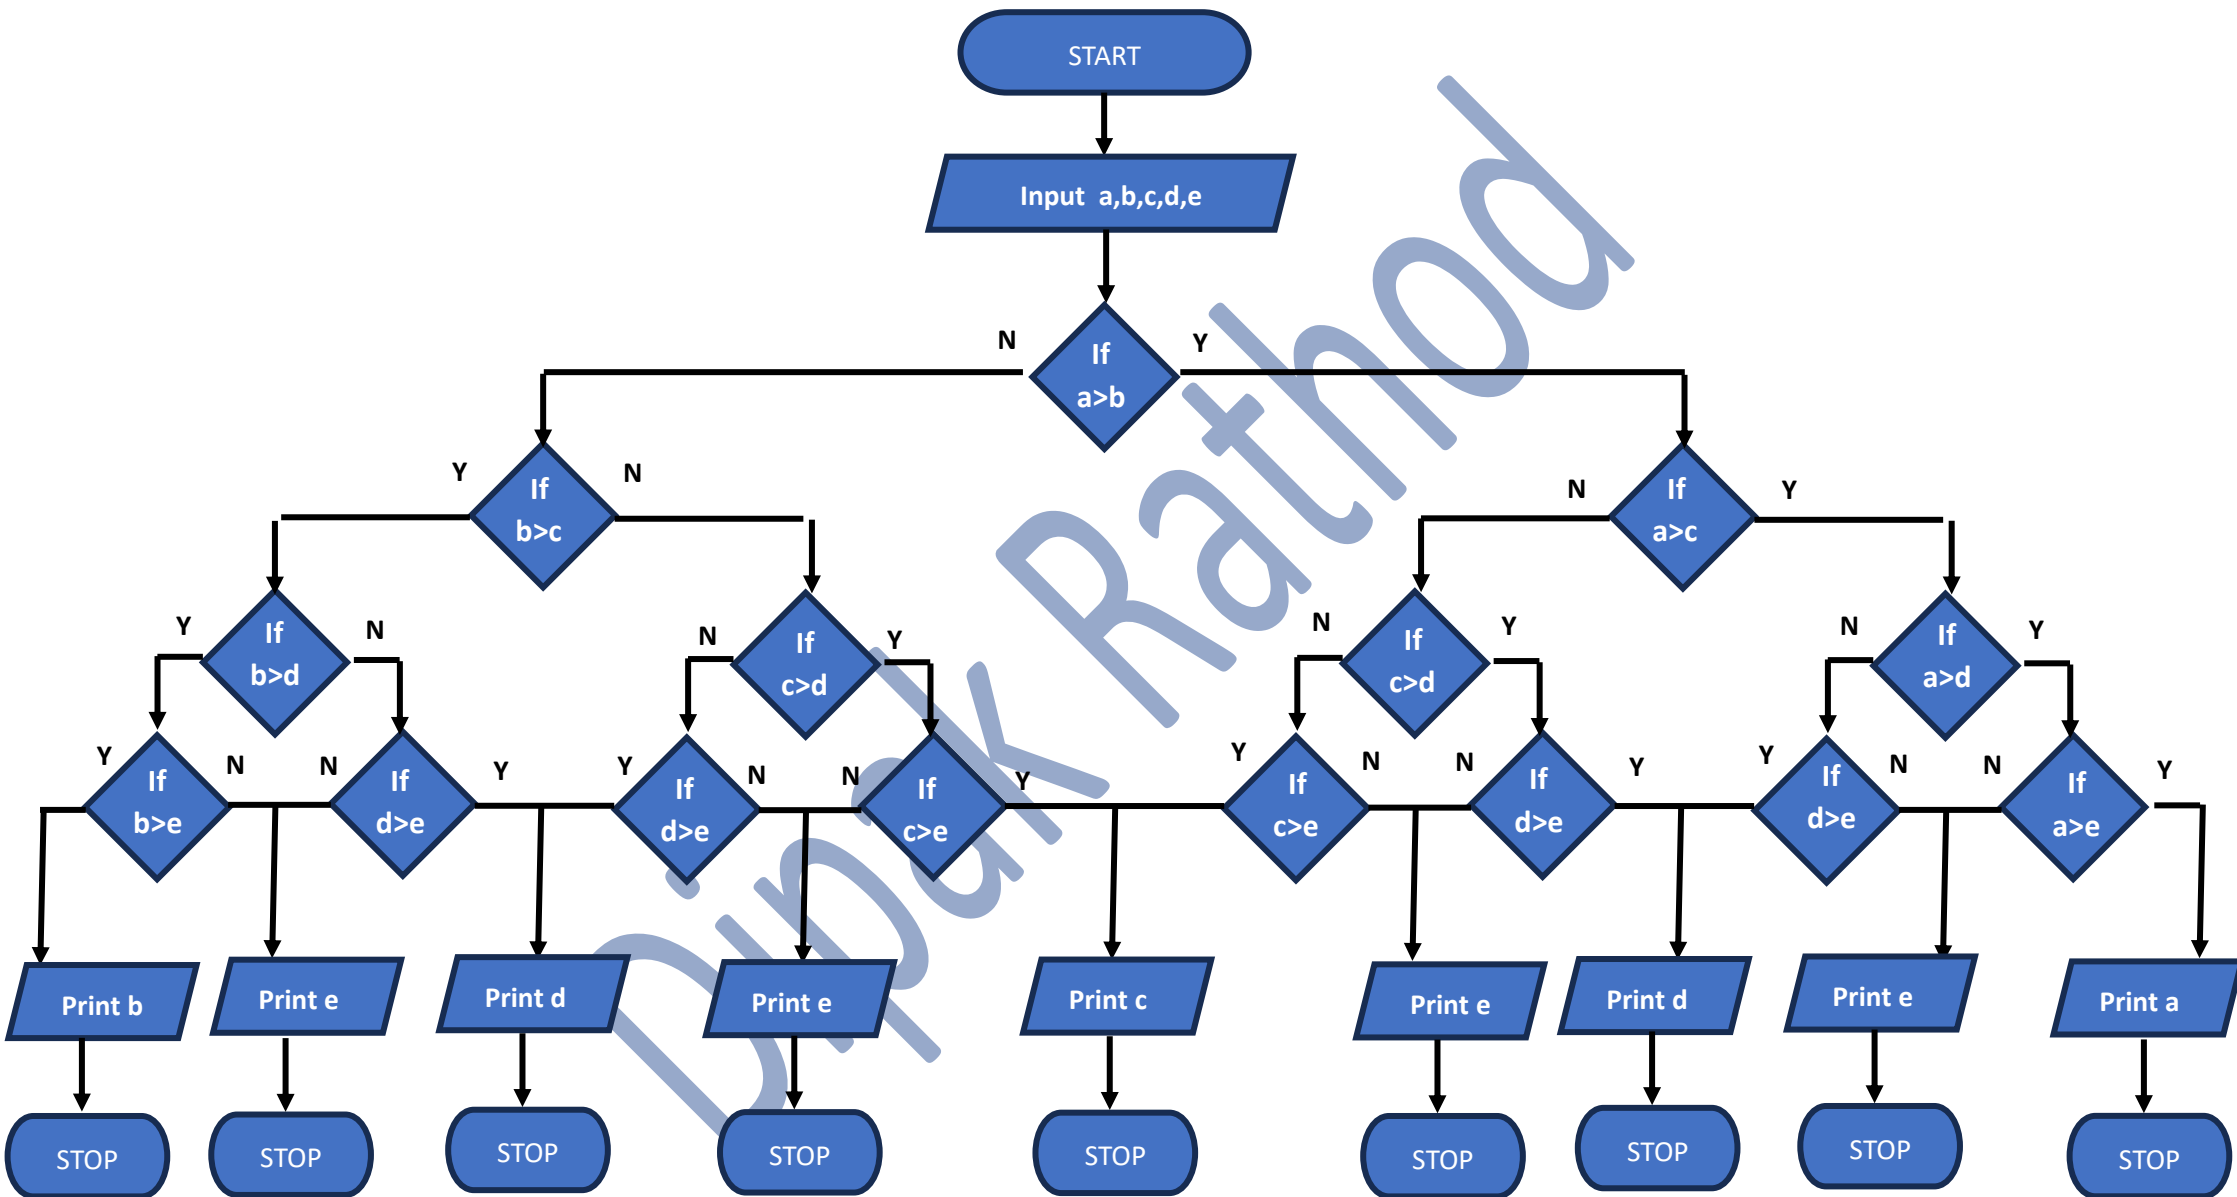 START
Input a,b,c,d,e
N
Y
If
a>b
Y
N
If
b>c
N
Y
If
a>c
Y
N
If
b>d
N
Y
If
c>d
N
Y
If
c>d
N
Y
If
a>d
Y
N
If
b>e
N
Y
If
d>e
Y
N
If
d>e
N
Y
If
c>e
Y
N
If
c>e
N
Y
If
d>e
Y
N
If
d>e
N
Y
If
a>e
Print b
Print e
Print d
Print e
Print c
Print e
Print d
Print e
Print a
STOP
STOP
STOP
STOP
STOP
STOP
STOP
STOP
STOP
Dipak Rathod